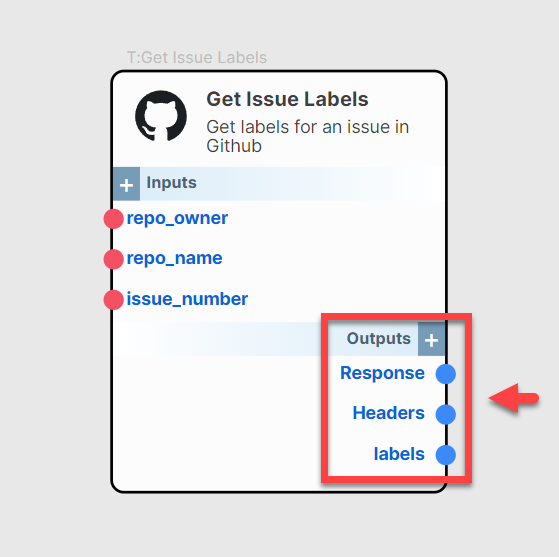 T:Get Issue Labels
Get Issue Labels
Get labels for an issue in
Github
+ Inputs
repo_owner
repo_name
issue_number
Outputs +
Response
Headers
labels